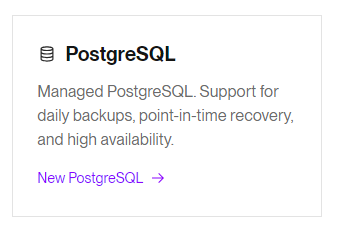 PostgreSQL
Managed PostgreSQL. Support for
daily backups, point-in-time recovery,
and high availability.
New PostgreSQL →